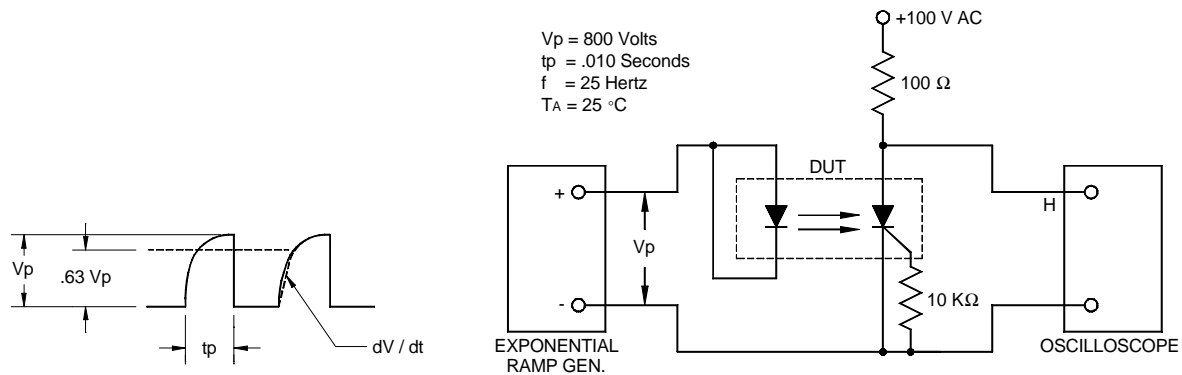 +100 V AC
Vp = 800 Volts
tp = .010 Seconds
f = 25 Hertz
TA = 25 °C
100 Ω
DUT
+
H
Vp
Vp
.63 Vp
-
10 KΩ
tp
dV / dt
EXPONENTIAL
RAMP GEN.
OSCILLOSCOPE